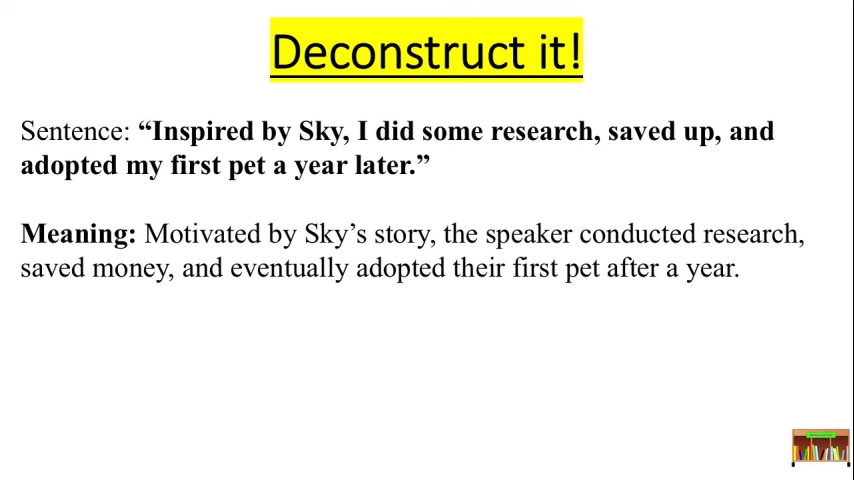 Deconstruct it!
Sentence: “Inspired by Sky, I did some research, saved up, and
adopted my first pet a year later.”
Meaning: Motivated by Sky’s story, the speaker conducted research,
saved money, and eventually adopted their first pet after a year.